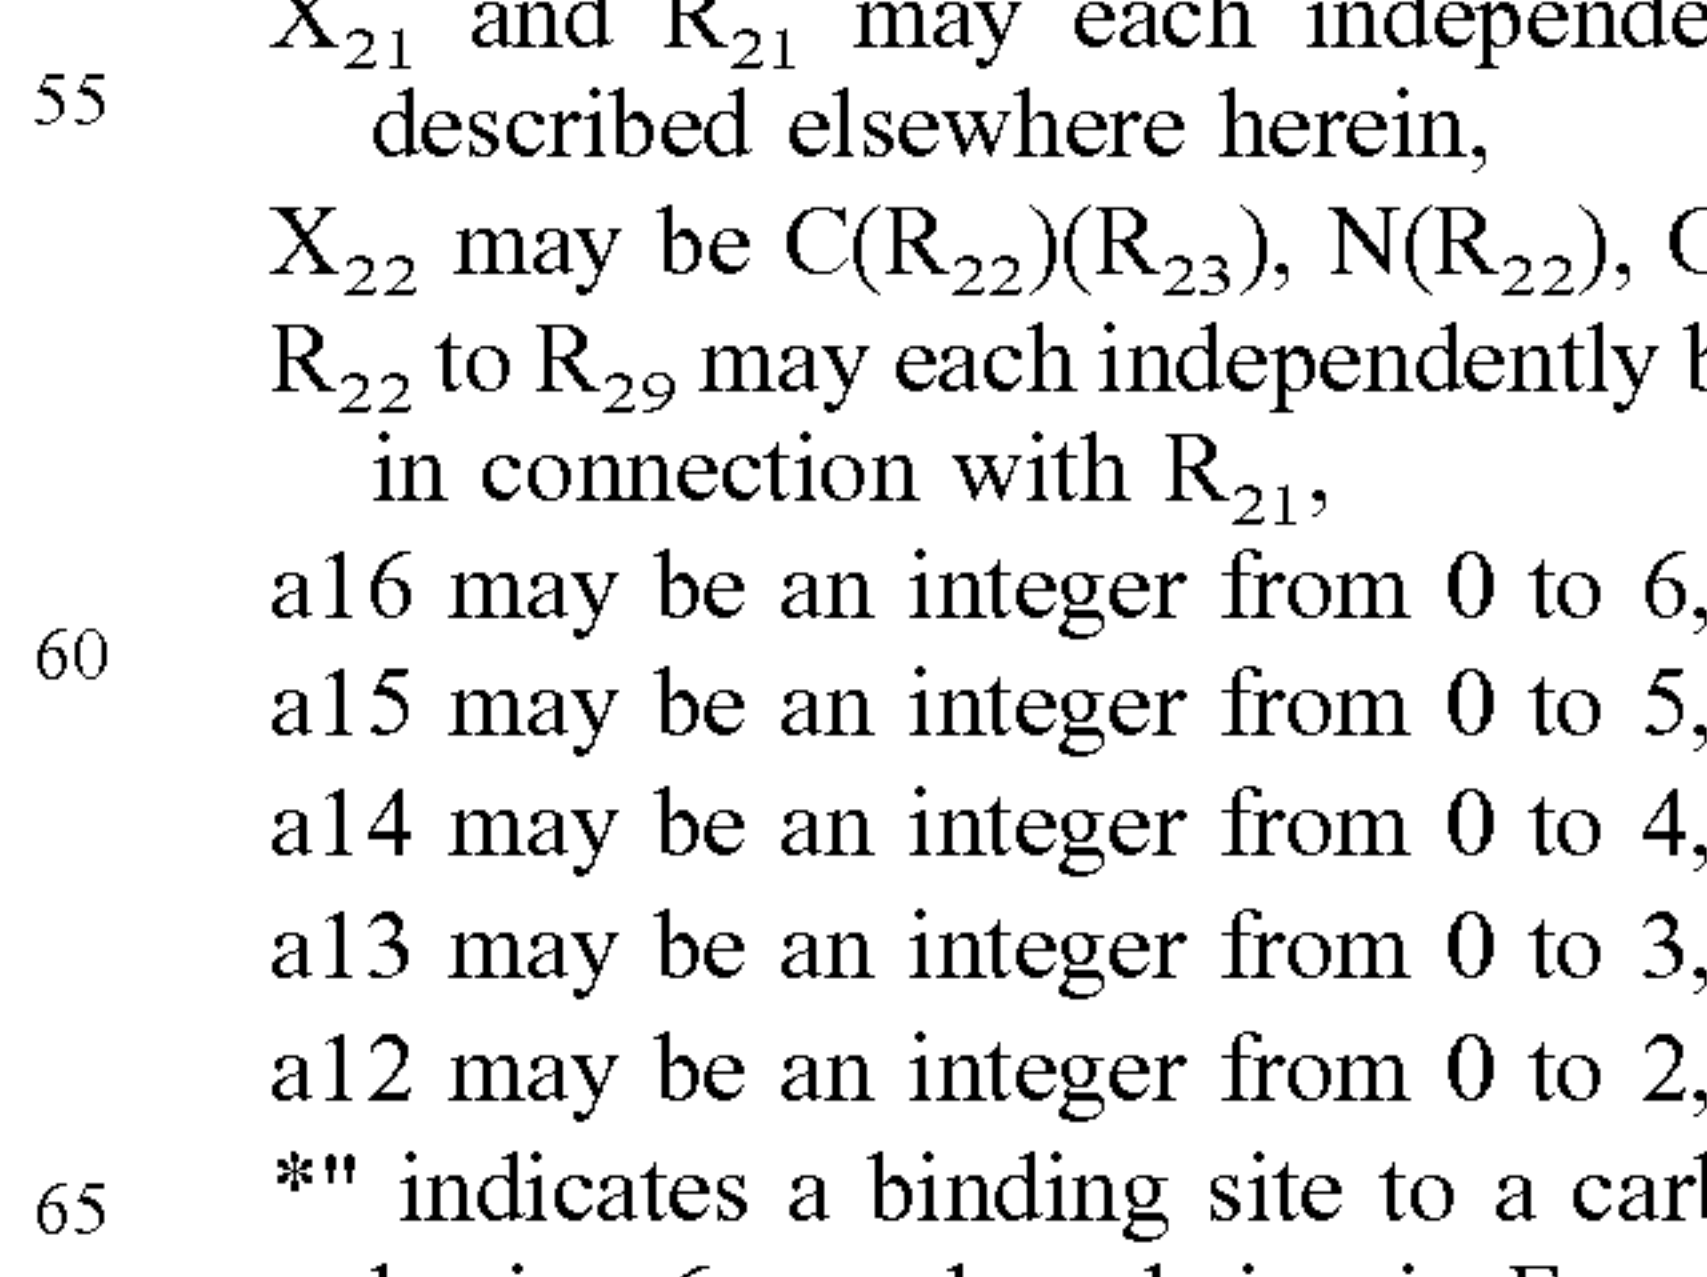 X₂₁ and R₂₁ may each
55 described elsewhere herein,
X₂₂ may be C(R₂₂)(R₂₃), N(R₂₂),
R₂₂ to R₂₉ may each independently
in connection with R₂₁,
a16 may be an integer from 0 to 6,
60
a15 may be an integer from 0 to 5,
a14 may be an integer from 0 to 4,
a13 may be an integer from 0 to 3,
a12 may be an integer from 0 to 2,
65 *" indicates a binding site to a